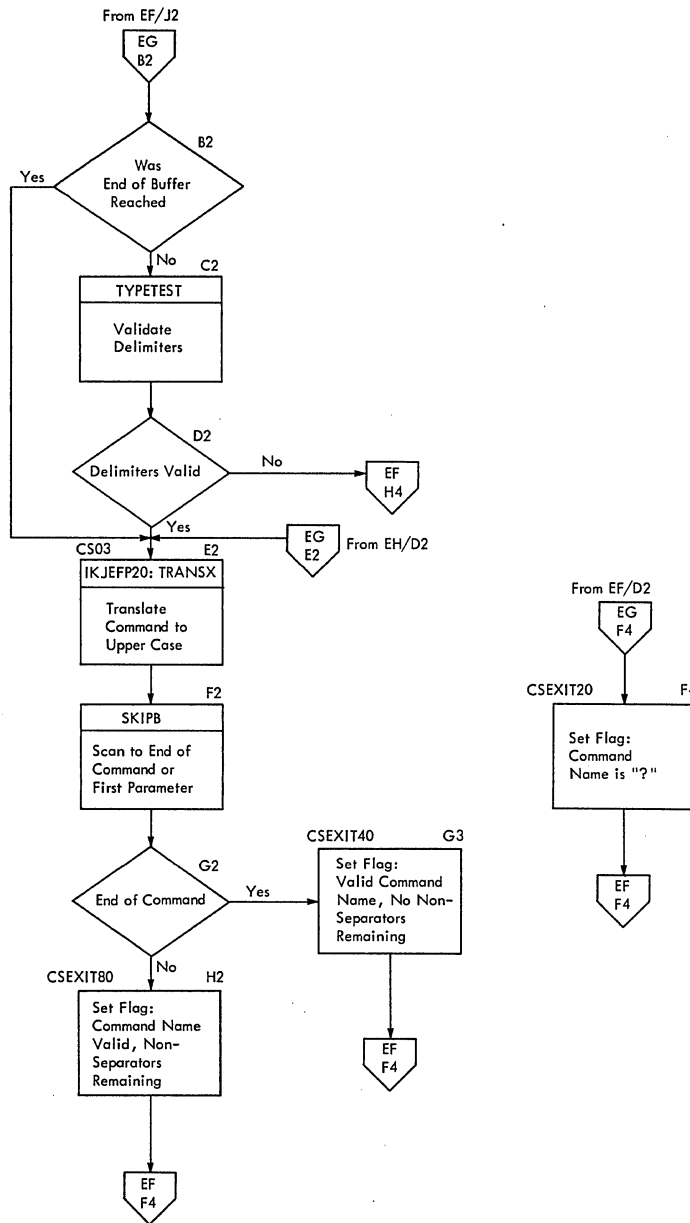 From EF/J2
EG
B2
B2
Was
End of Buffer
Reached
Yes
No
C2
TYPETEST
Validate
Delimiters
D2
Delimiters Valid
No
EF
H4
Yes
EG
E2
From EH/D2
CS03
E2
IKJEFP20: TRANSX
Translate
Command to
Upper Case
F2
SKIPB
Scan to End of
Command or
First Parameter
G2
End of Command
Yes
No
CSEXIT40
G3
Set Flag:
Valid Command
Name, No Non-
Separators
Remaining
EF
F4
CSEXIT80
H2
Set Flag:
Command Name
Valid, Non-
Separators
Remaining
EF
F4
From EF/D2
EG
F4
CSEXIT20
Set Flag:
Command
Name is "?"
EF
F4